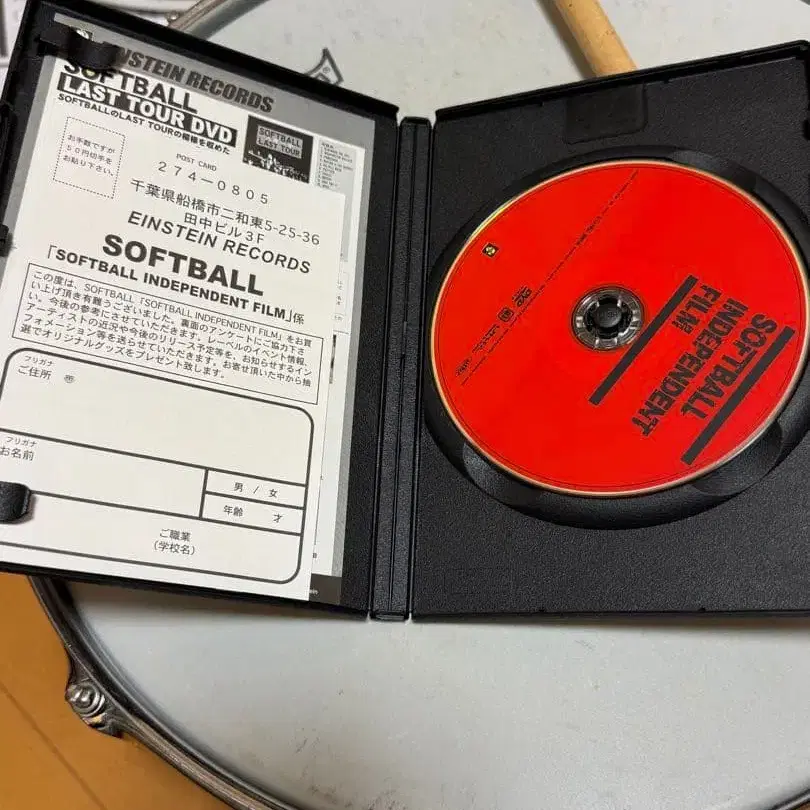 EINSTEIN RECORDS
SOFTBALL
LAST TOUR DVD
SOFTBALLのLAST TOURの模様を収めた
SOFTBALL
LAST TOUR
お手数ですが
50円切手を
お貼り下さい。
POST CARD
274-0805
千葉県船橋市二和東5-25-36
田中ビル3F
EINSTEIN RECORDS
SOFTBALL
「SOFTBALL INDEPENDENT FILM」係
この度は、SOFTBALL「SOFTBALL INDEPENDENT FILM」をお買
い上げ頂き有難うございました。裏面のアンケートにご協力下さ
い。今後の参考にさせていただきます。レーベルのイベント情報、
アーティストの近況や今後のリリース予定等を、お知らせするイン
フォメーション等を送らせていただきます。お寄せ頂いた中から抽
選でオリジナルグッズをプレゼント致します。
フリガナ
ご住所 〒
フリガナ
お名前
男 / 女
年齢 才
ご職業
(学校名)
SOFTBALL
INDEPENDENT
FILM
DVD